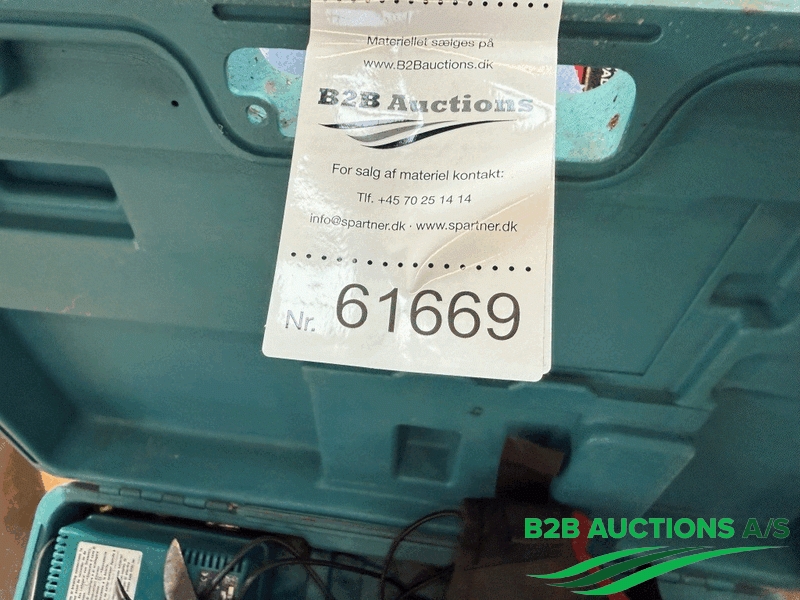 Materiellet sælges på
www.B2Bauctions.dk
B2B Auctions
For salg af materiel kontakt:
Tlf. +45 70 25 14 14
info@spartner.dk · www.spartner.dk
Nr. 61669
B2B AUCTIONS A/S